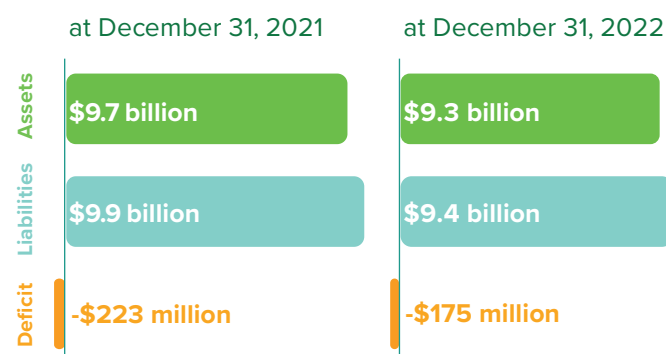 at December 31, 2021
at December 31, 2022
Assets
$9.7 billion
$9.3 billion
Liabilities
$9.9 billion
$9.4 billion
Deficit
-$223 million
-$175 million